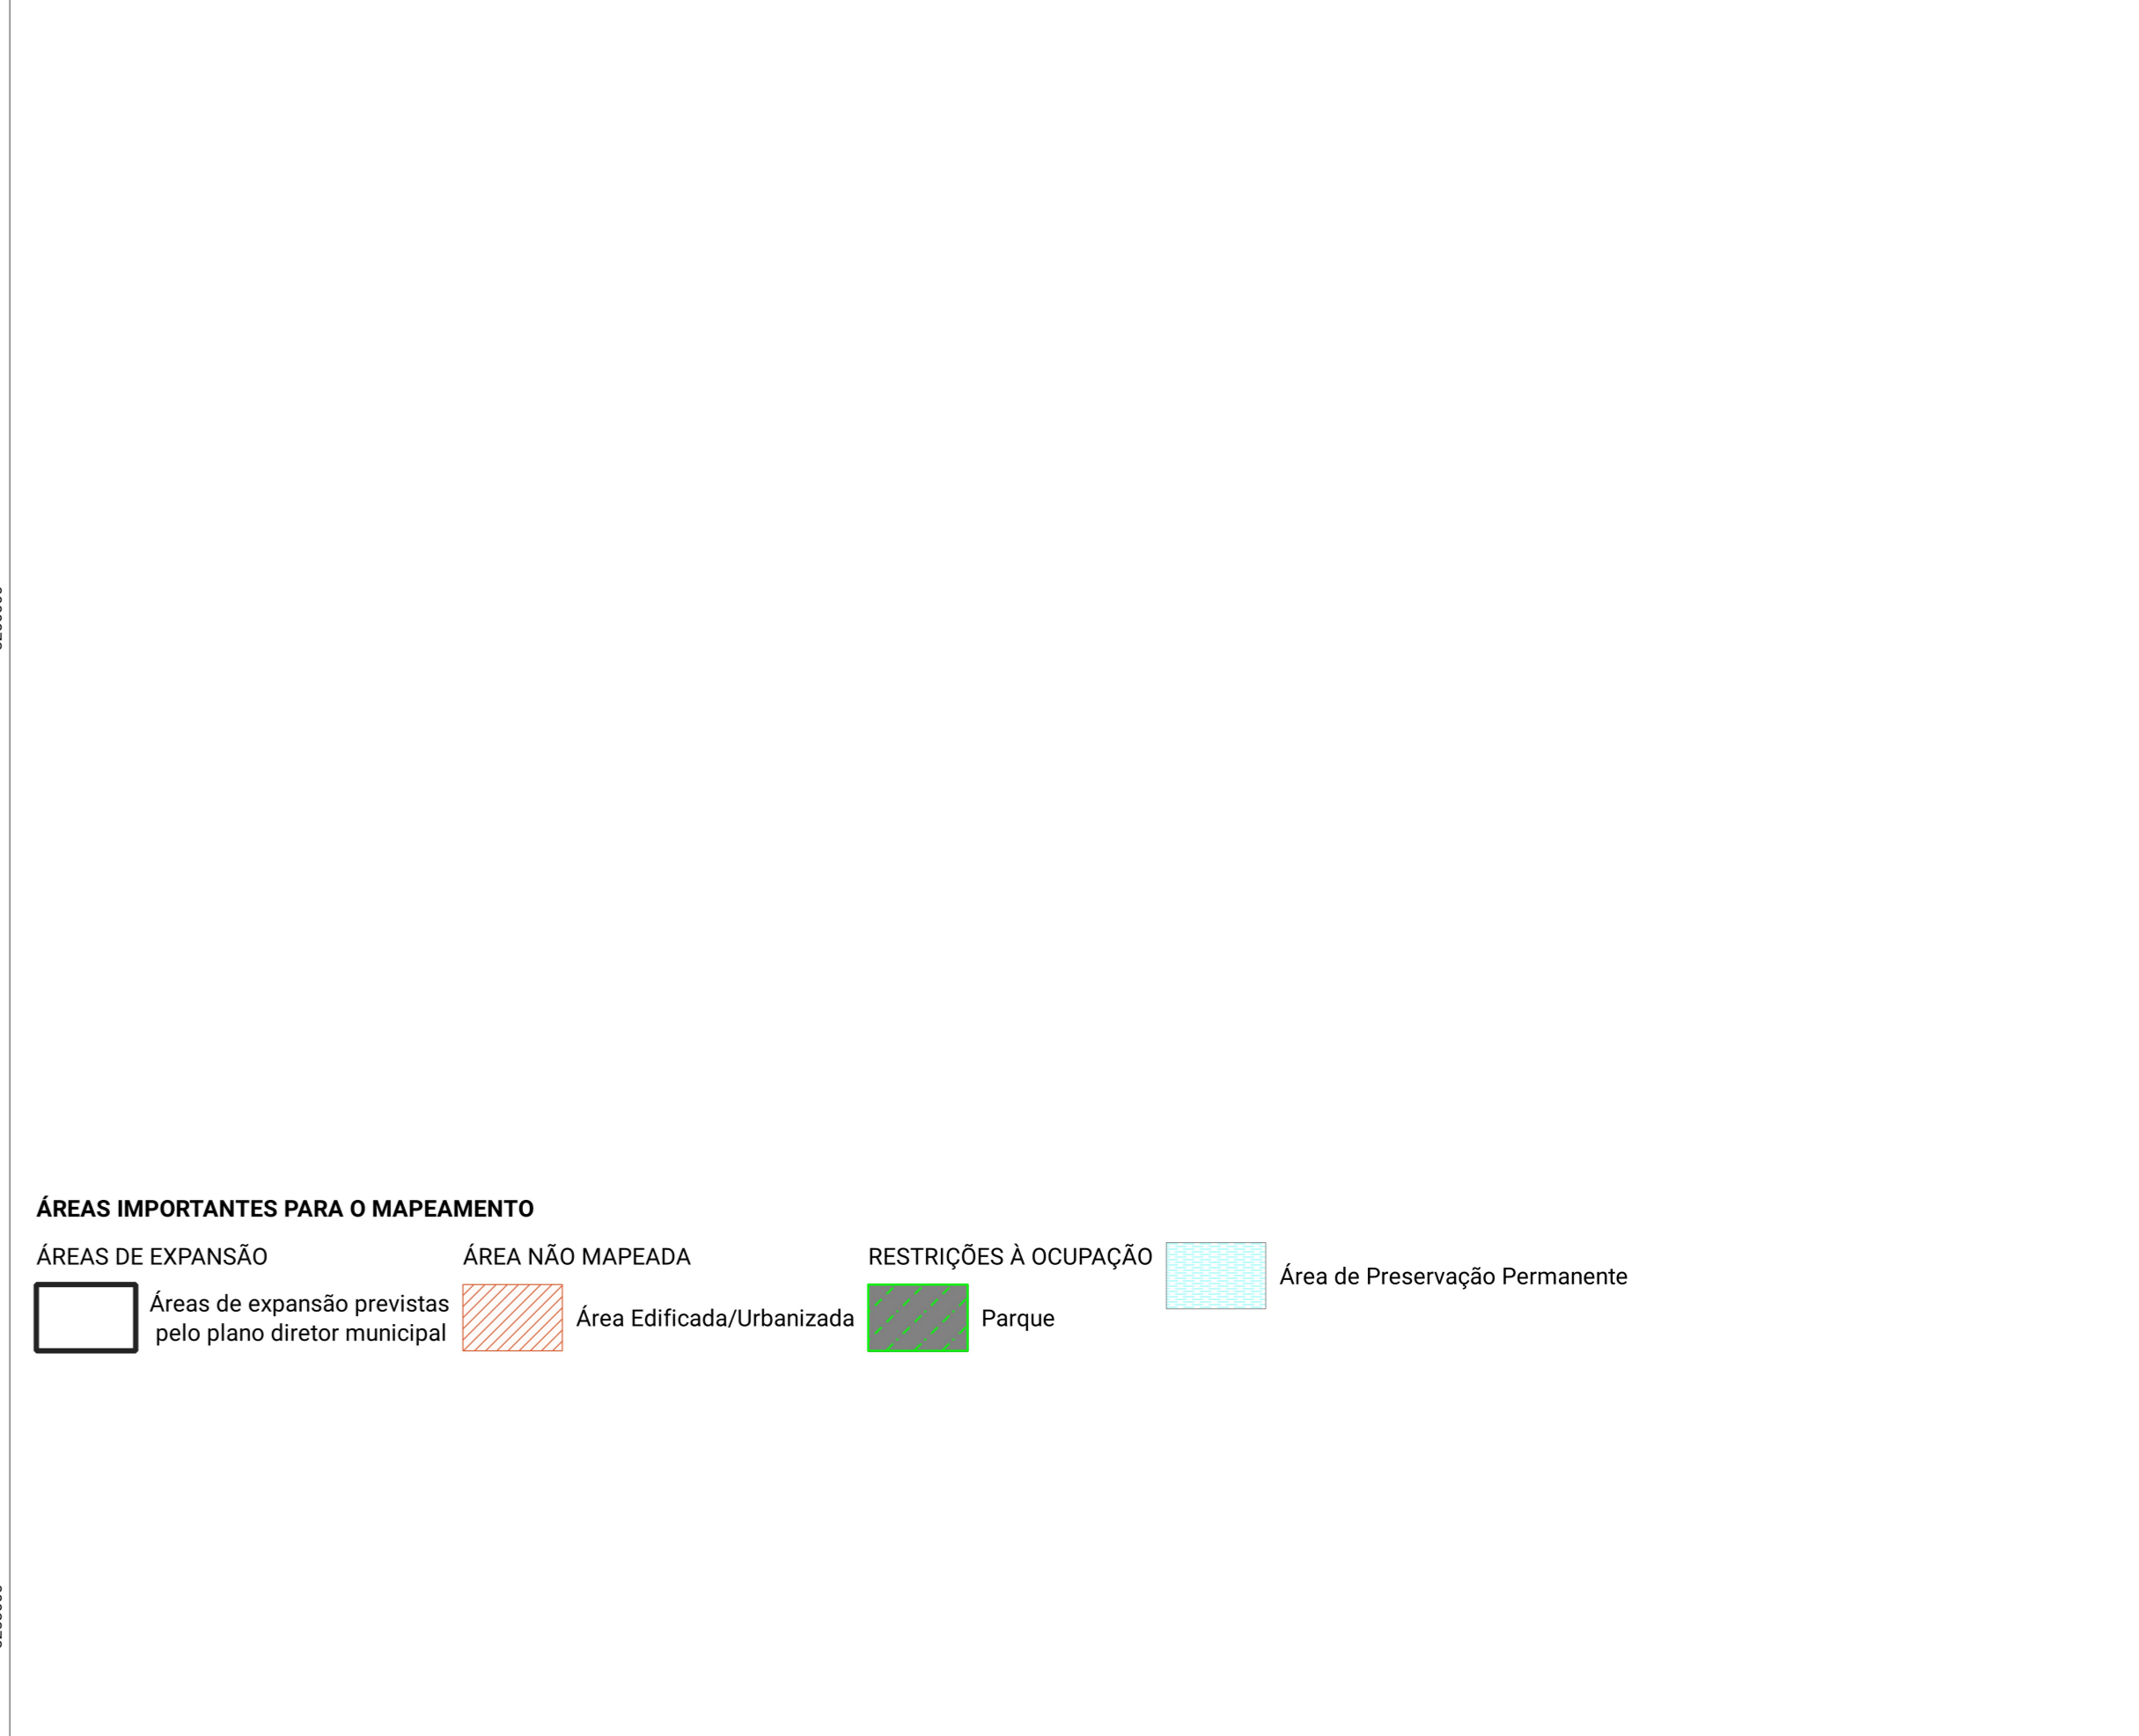 ÁREAS IMPORTANTES PARA O MAPEAMENTO
ÁREAS DE EXPANSÃO
Áreas de expansão previstas
pelo plano diretor municipal
ÁREA NÃO MAPEADA
Área Edificada/Urbanizada
RESTRIÇÕES À OCUPAÇÃO
Parque
Área de Preservação Permanente